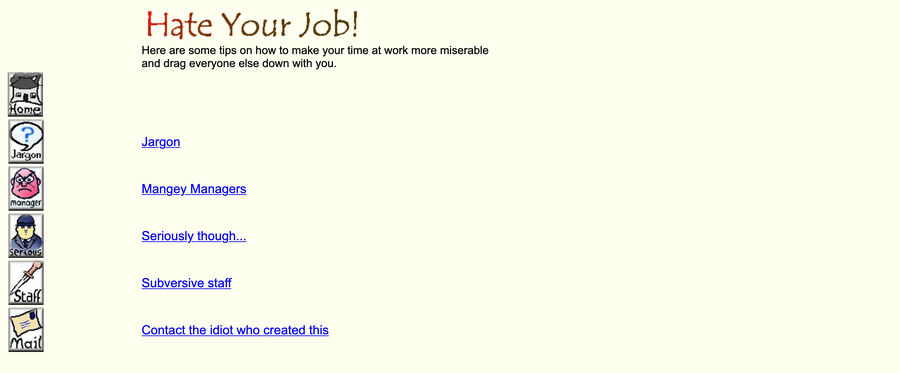 Hate Your Job!
Here are some tips on how to make your time at work more miserable
and drag everyone else down with you.
Home
Jargon
Jargon
manager
Mangey Managers
serious
Seriously though...
Staff
Subversive staff
Mail
Contact the idiot who created this